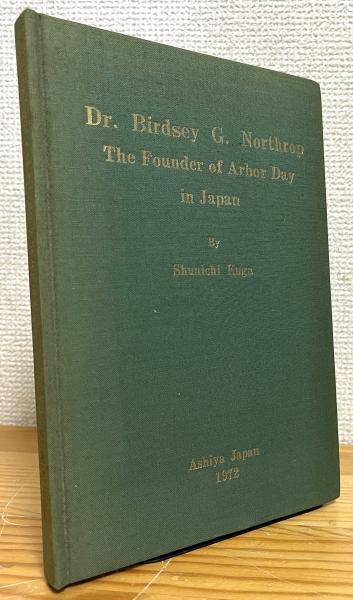 Dr. Birdsey G. Northrop
The Founder of Arbor Day
in Japan
By
Shunichi Kuga
Ashiya Japan
1972